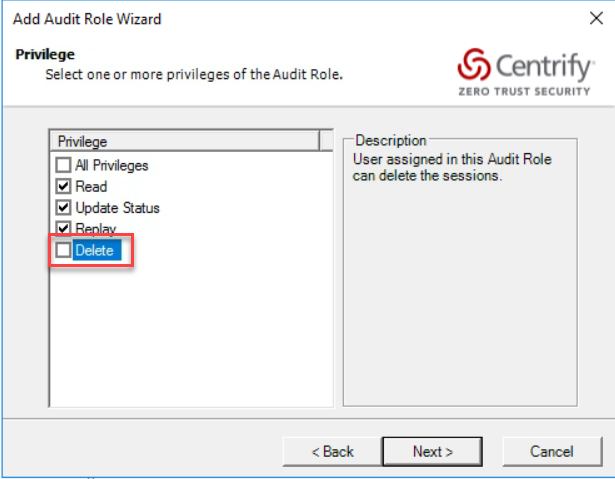 Add Audit Role Wizard
Privilege
Select one or more privileges of the Audit Role.
Centrify
ZERO TRUST SECURITY
Privilege
All Privileges
Read
Update Status
Replay
Delete
Description
User assigned in this Audit Role
can delete the sessions.
< Back
Next >
Cancel